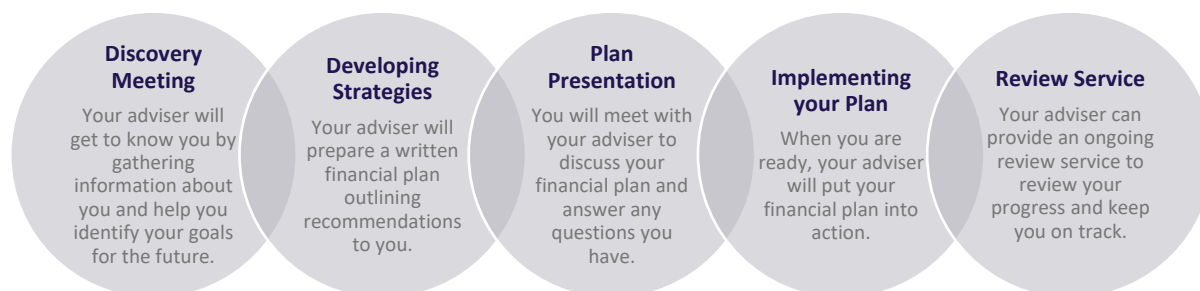 Discovery
Meeting
Your adviser will
get to know you by
gathering
information about
you and help you
identify your goals
for the future.
Developing
Strategies
Your adviser will
prepare a written
financial plan
outlining
recommendations
to you.
Plan
Presentation
You will meet with
your adviser to
discuss your
financial plan and
answer any
questions you
have.
Implementing
your Plan
When you are
ready, your adviser
will put your
financial plan into
action.
Review Service
Your adviser can
provide an ongoing
review service to
review your
progress and keep
you on track.